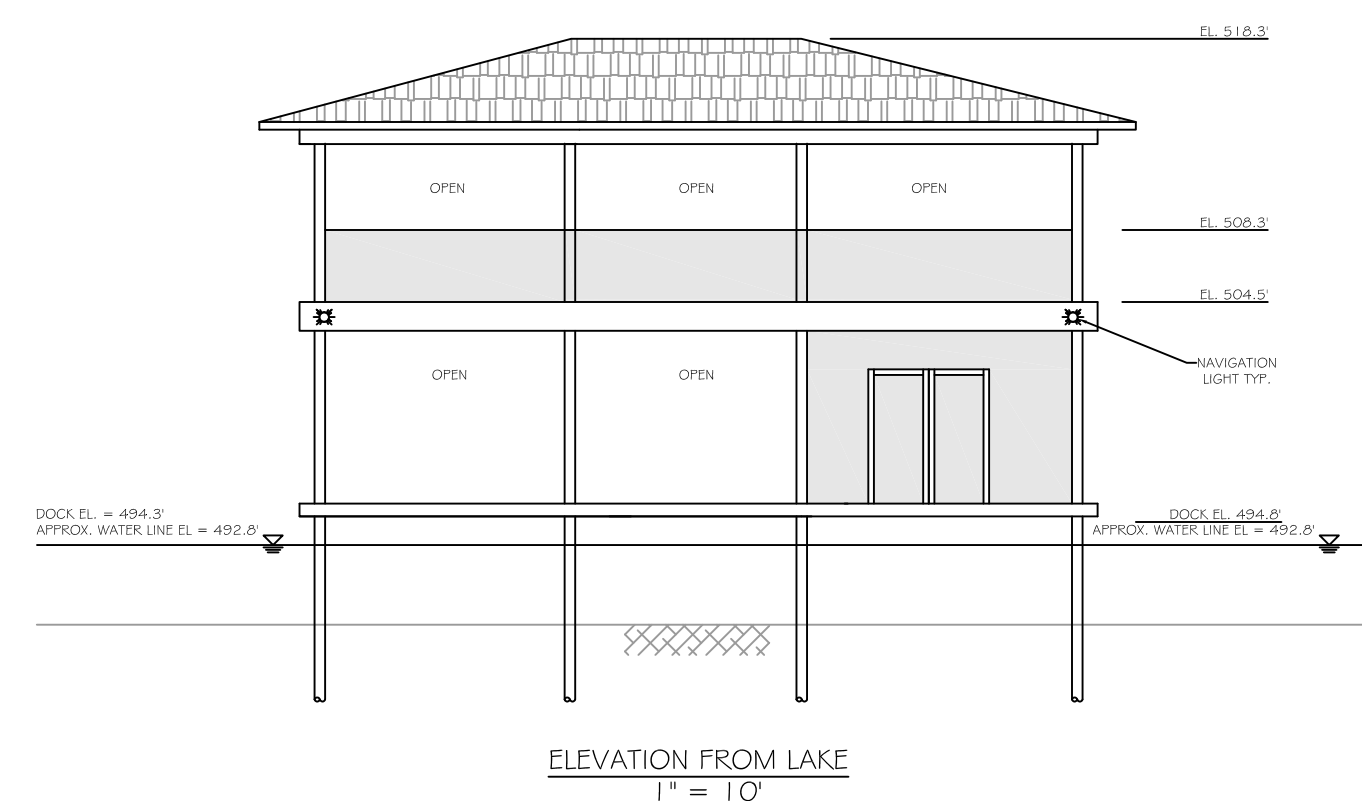 EL. 518.3'
OPEN OPEN OPEN
EL. 508.3'
EL. 504.5'
NAVIGATION
LIGHT TYP.
OPEN OPEN
DOCK EL. = 494.3'
APPROX. WATER LINE EL = 492.8'
DOCK EL. 494.8'
APPROX. WATER LINE EL = 492.8'
ELEVATION FROM LAKE
1" = 10'